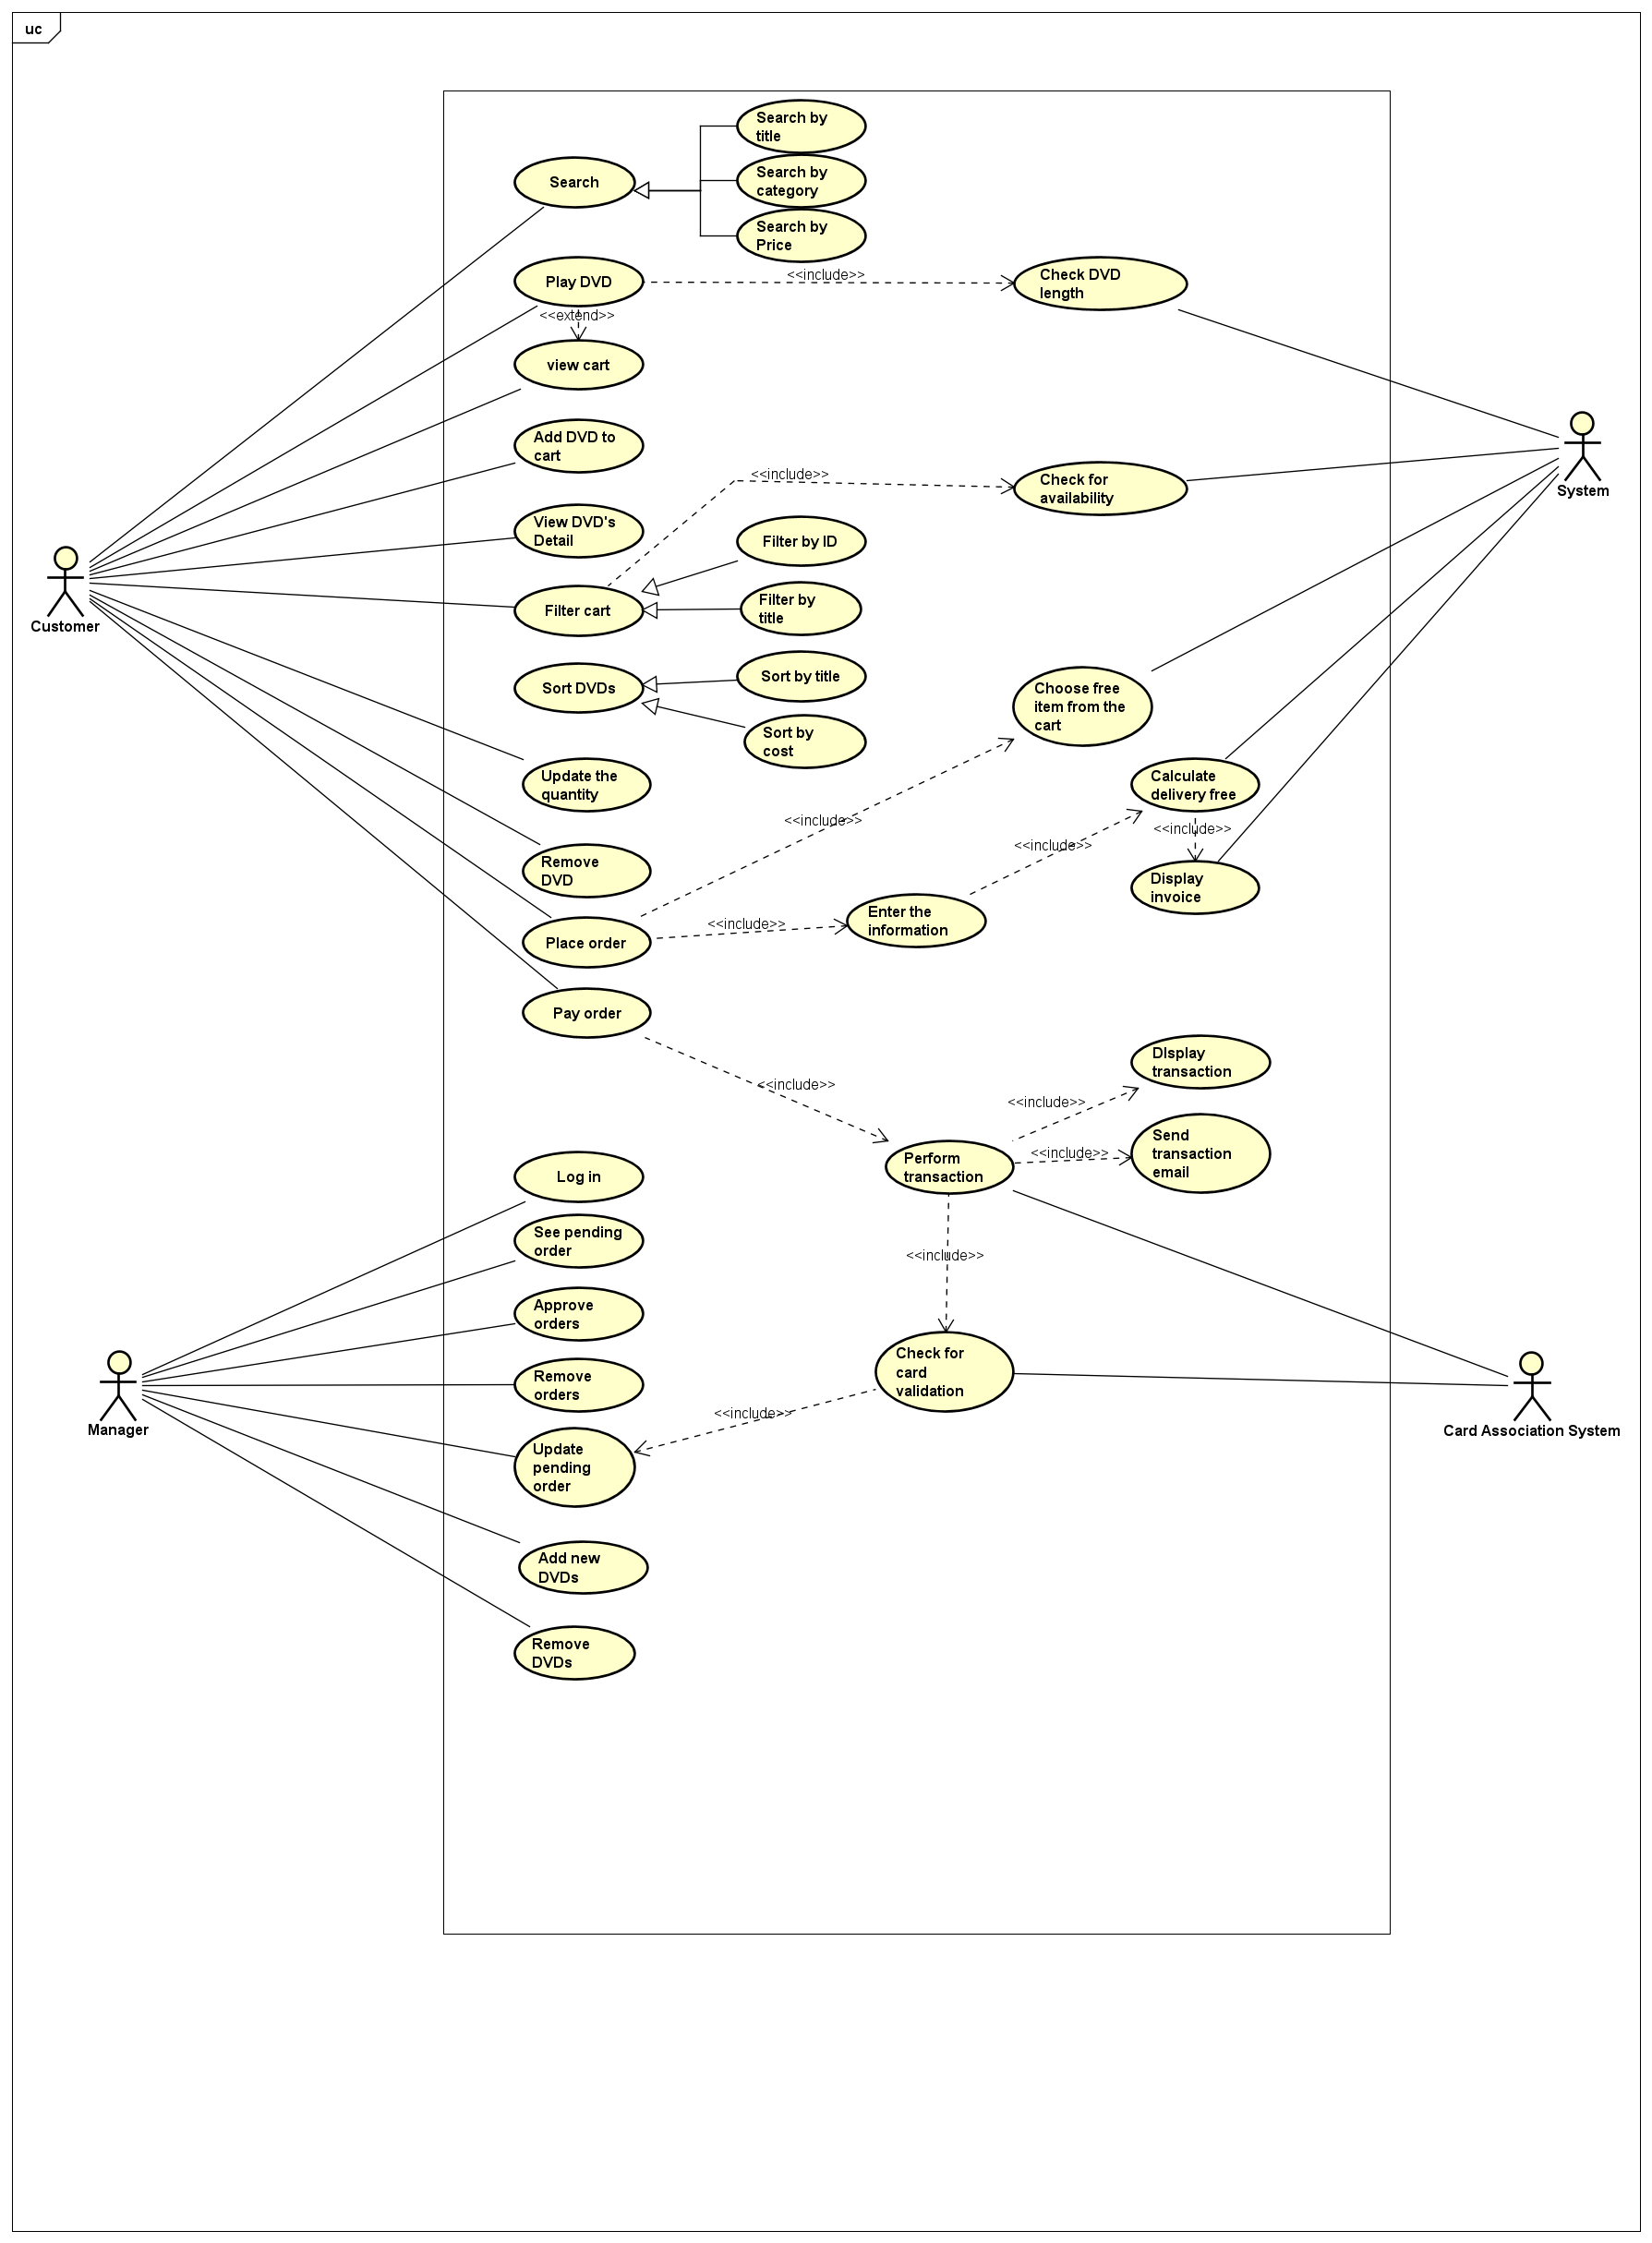 uc
Search by
title
Search
Search by
category
Search by
Price
Play DVD
<<include>>
Check DVD
length
<<extend>>
view cart
Add DVD to
cart
<<include>>
Check for
availability
System
View DVD's
Detail
Filter by ID
Customer
Filter cart
Filter by
title
Sort DVDs
Sort by title
Choose free
item from the
cart
Sort by
cost
Update the
quantity
Calculate
delivery free
<<include>>
<<include>>
<<include>>
Remove
DVD
Display
invoice
Place order
<<include>>
Enter the
information
Pay order
DIsplay
transaction
<<include>>
<<include>>
Send
transaction
email
Log in
Perform
transaction
<<include>>
See pending
order
<<include>>
Approve
orders
Remove
orders
Check for
card
validation
Manager
<<include>>
Card Association System
Update
pending
order
Add new
DVDs
Remove
DVDs